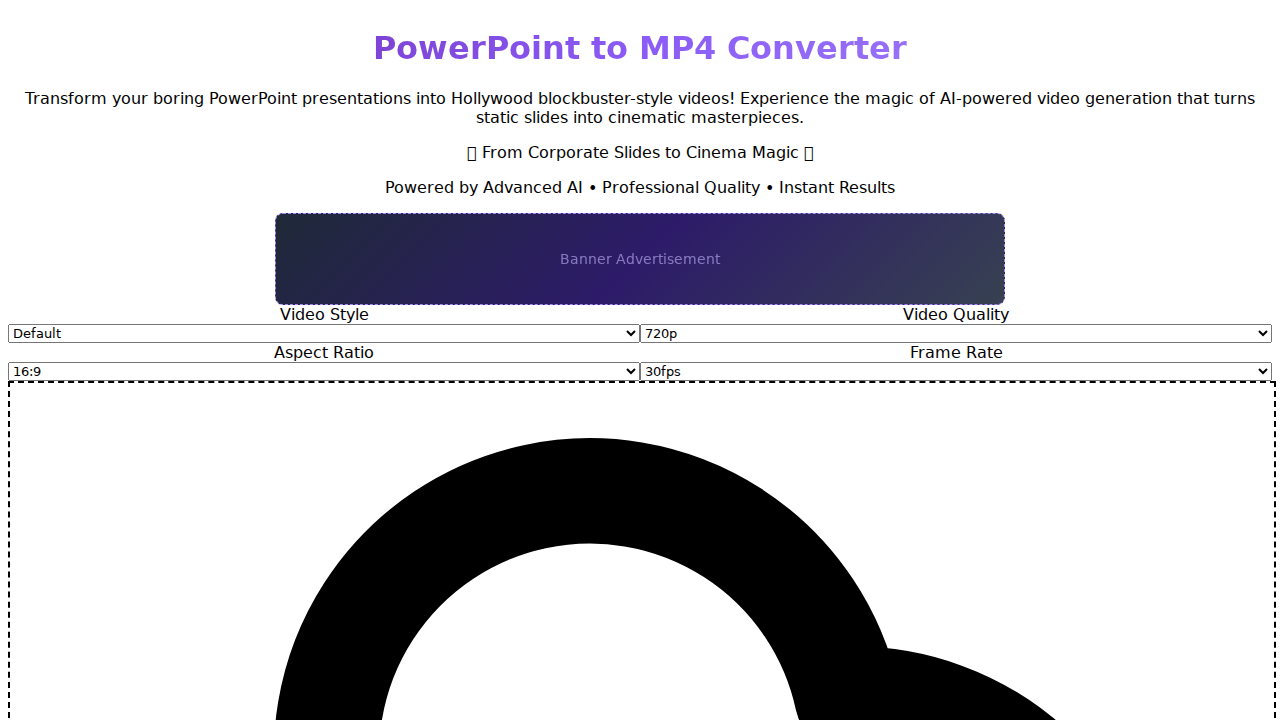 PowerPoint to MP4 Converter
Transform your boring PowerPoint presentations into Hollywood blockbuster-style videos! Experience the magic of AI-powered video generation that turns
static slides into cinematic masterpieces.
From Corporate Slides to Cinema Magic
Powered by Advanced AI • Professional Quality • Instant Results
Banner Advertisement
Video Style
Video Quality
Default
720p
Aspect Ratio
Frame Rate
16:9
30fps